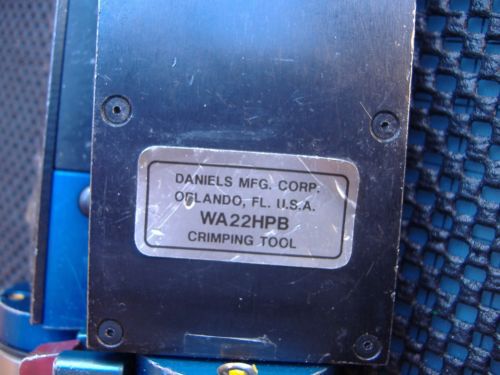 DANIELS MFG. CORP.
ORLANDO, FL. U.S.A.
WA22HPB
CRIMPING TOOL